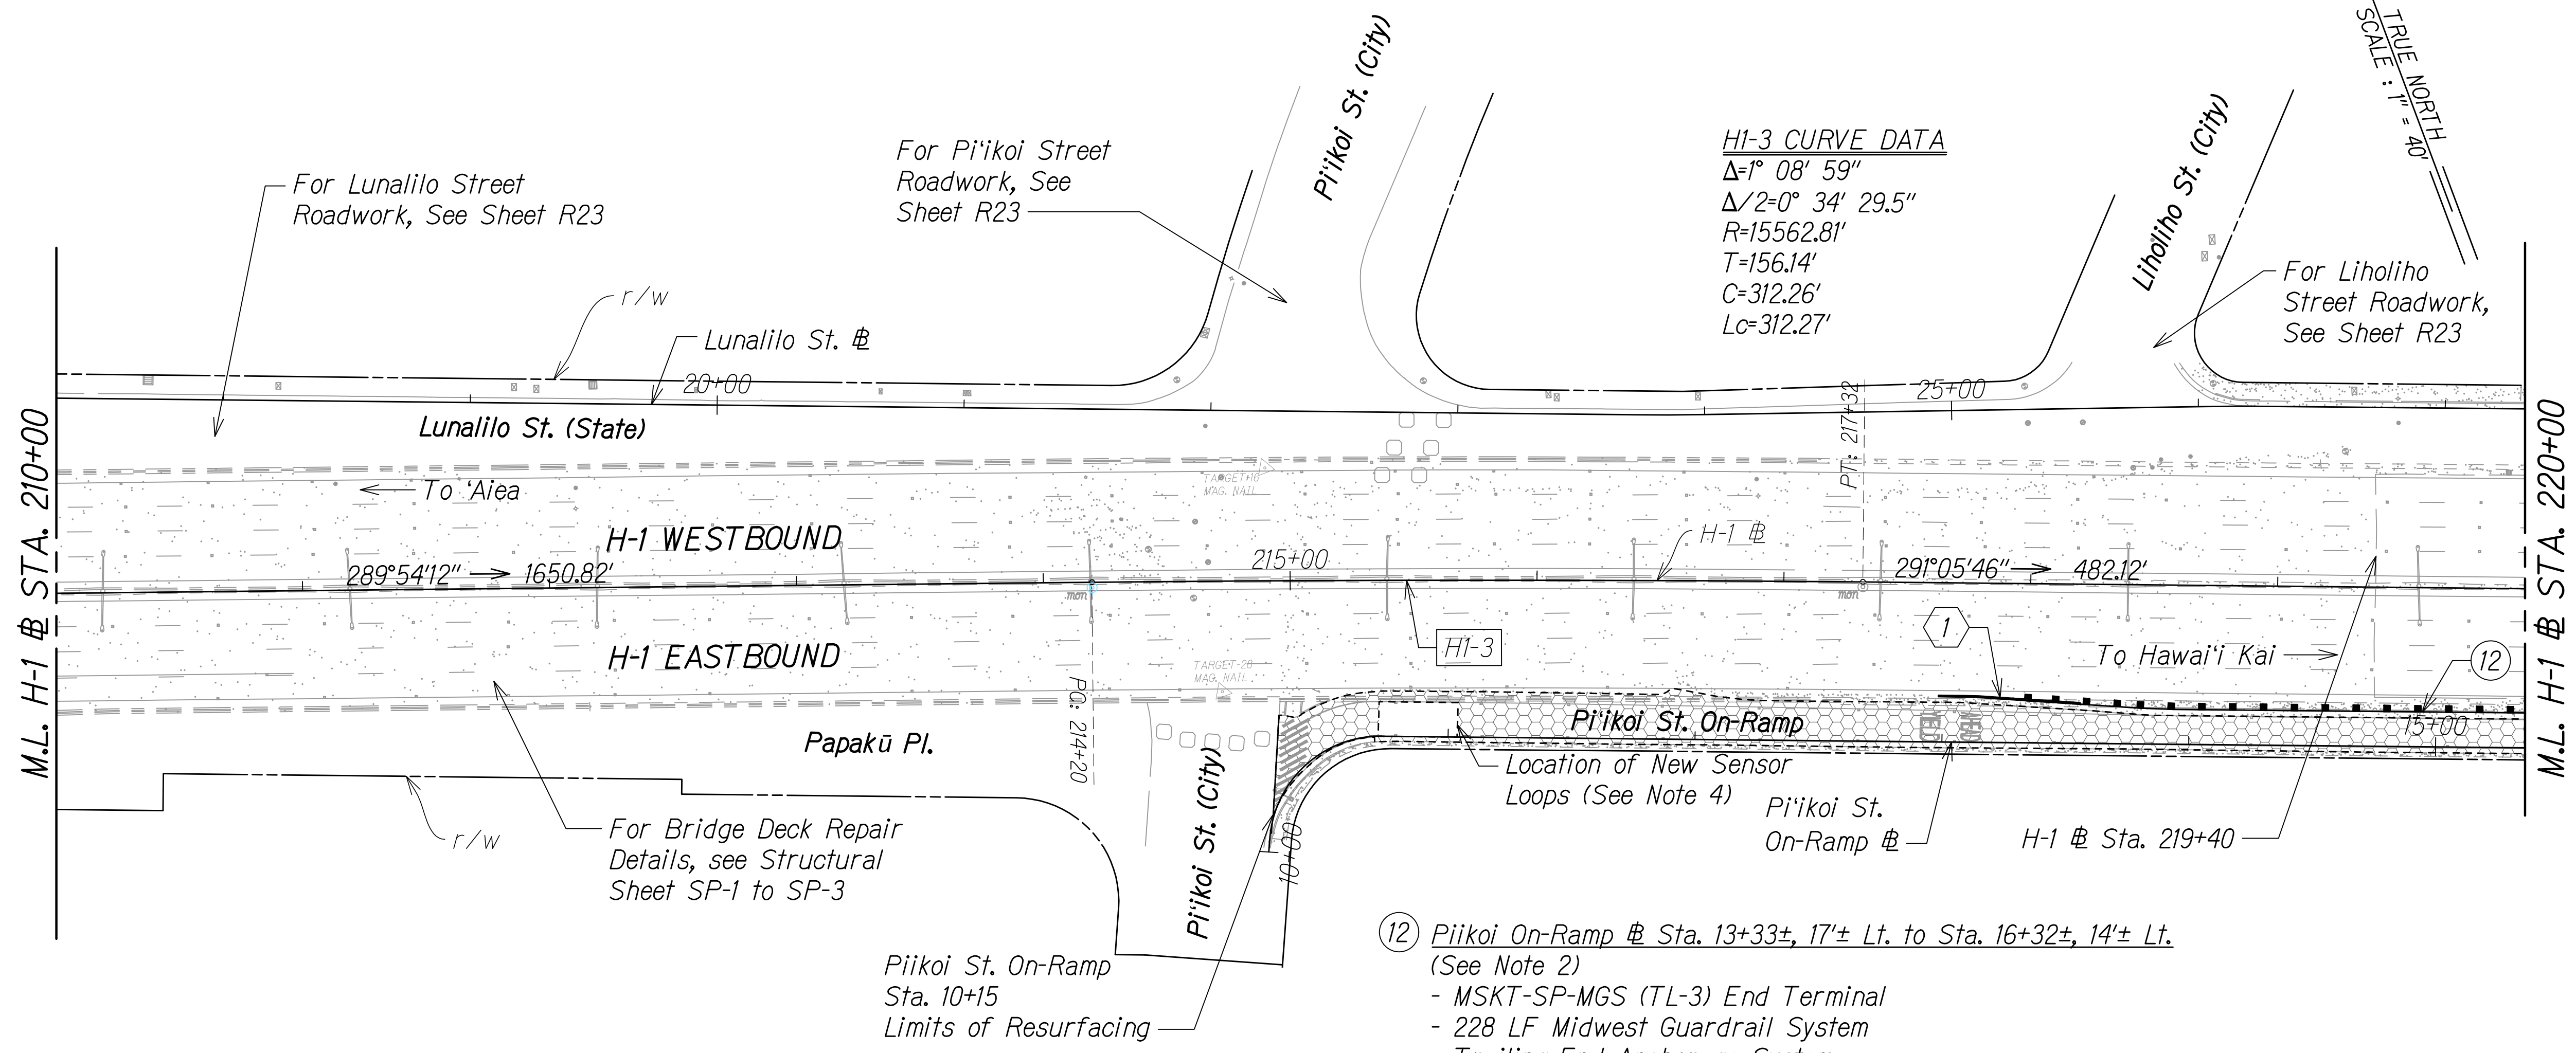 TRUE NORTH
SCALE : 1" = 40'
Pi'ikoi St. (City)
Liholiho St. (City)
For Lunalilo Street
Roadwork, See Sheet R23
For Pi'ikoi Street
Roadwork, See
Sheet R23
H1-3 CURVE DATA
Δ=1° 08' 59"
Δ/2=0° 34' 29.5"
R=15562.81'
T=156.14'
C=312.26'
Lc=312.27'
For Liholiho
Street Roadwork,
See Sheet R23
r/w
Lunalilo St. BL
20+00
25+00
PT: 217+32
Lunalilo St. (State)
M.L. H-1 BL STA. 210+00
M.L. H-1 BL STA. 220+00
To 'Aiea
TARGET-16
MAG. NAIL
H-1 WESTBOUND
H-1 BL
215+00
289°54'12" 1650.82'
291°05'46" 482.12'
mon
mon
1
H1-3
H-1 EASTBOUND
To Hawai'i Kai
12
TARGET-28
MAG. NAIL
PC: 214+20
Papakū Pl.
Pi'ikoi St. On-Ramp
YIELD
AHEAD
15+00
Location of New Sensor
Loops (See Note 4)
Pi'ikoi St.
On-Ramp BL
H-1 BL Sta. 219+40
r/w
For Bridge Deck Repair
Details, see Structural
Sheet SP-1 to SP-3
Pi'ikoi St. (City)
10+00
Piikoi St. On-Ramp
Sta. 10+15
Limits of Resurfacing
12 Piikoi On-Ramp BL Sta. 13+33±, 17'± Lt. to Sta. 16+32±, 14'± Lt.
(See Note 2)
- MSKT-SP-MGS (TL-3) End Terminal
- 228 LF Midwest Guardrail System